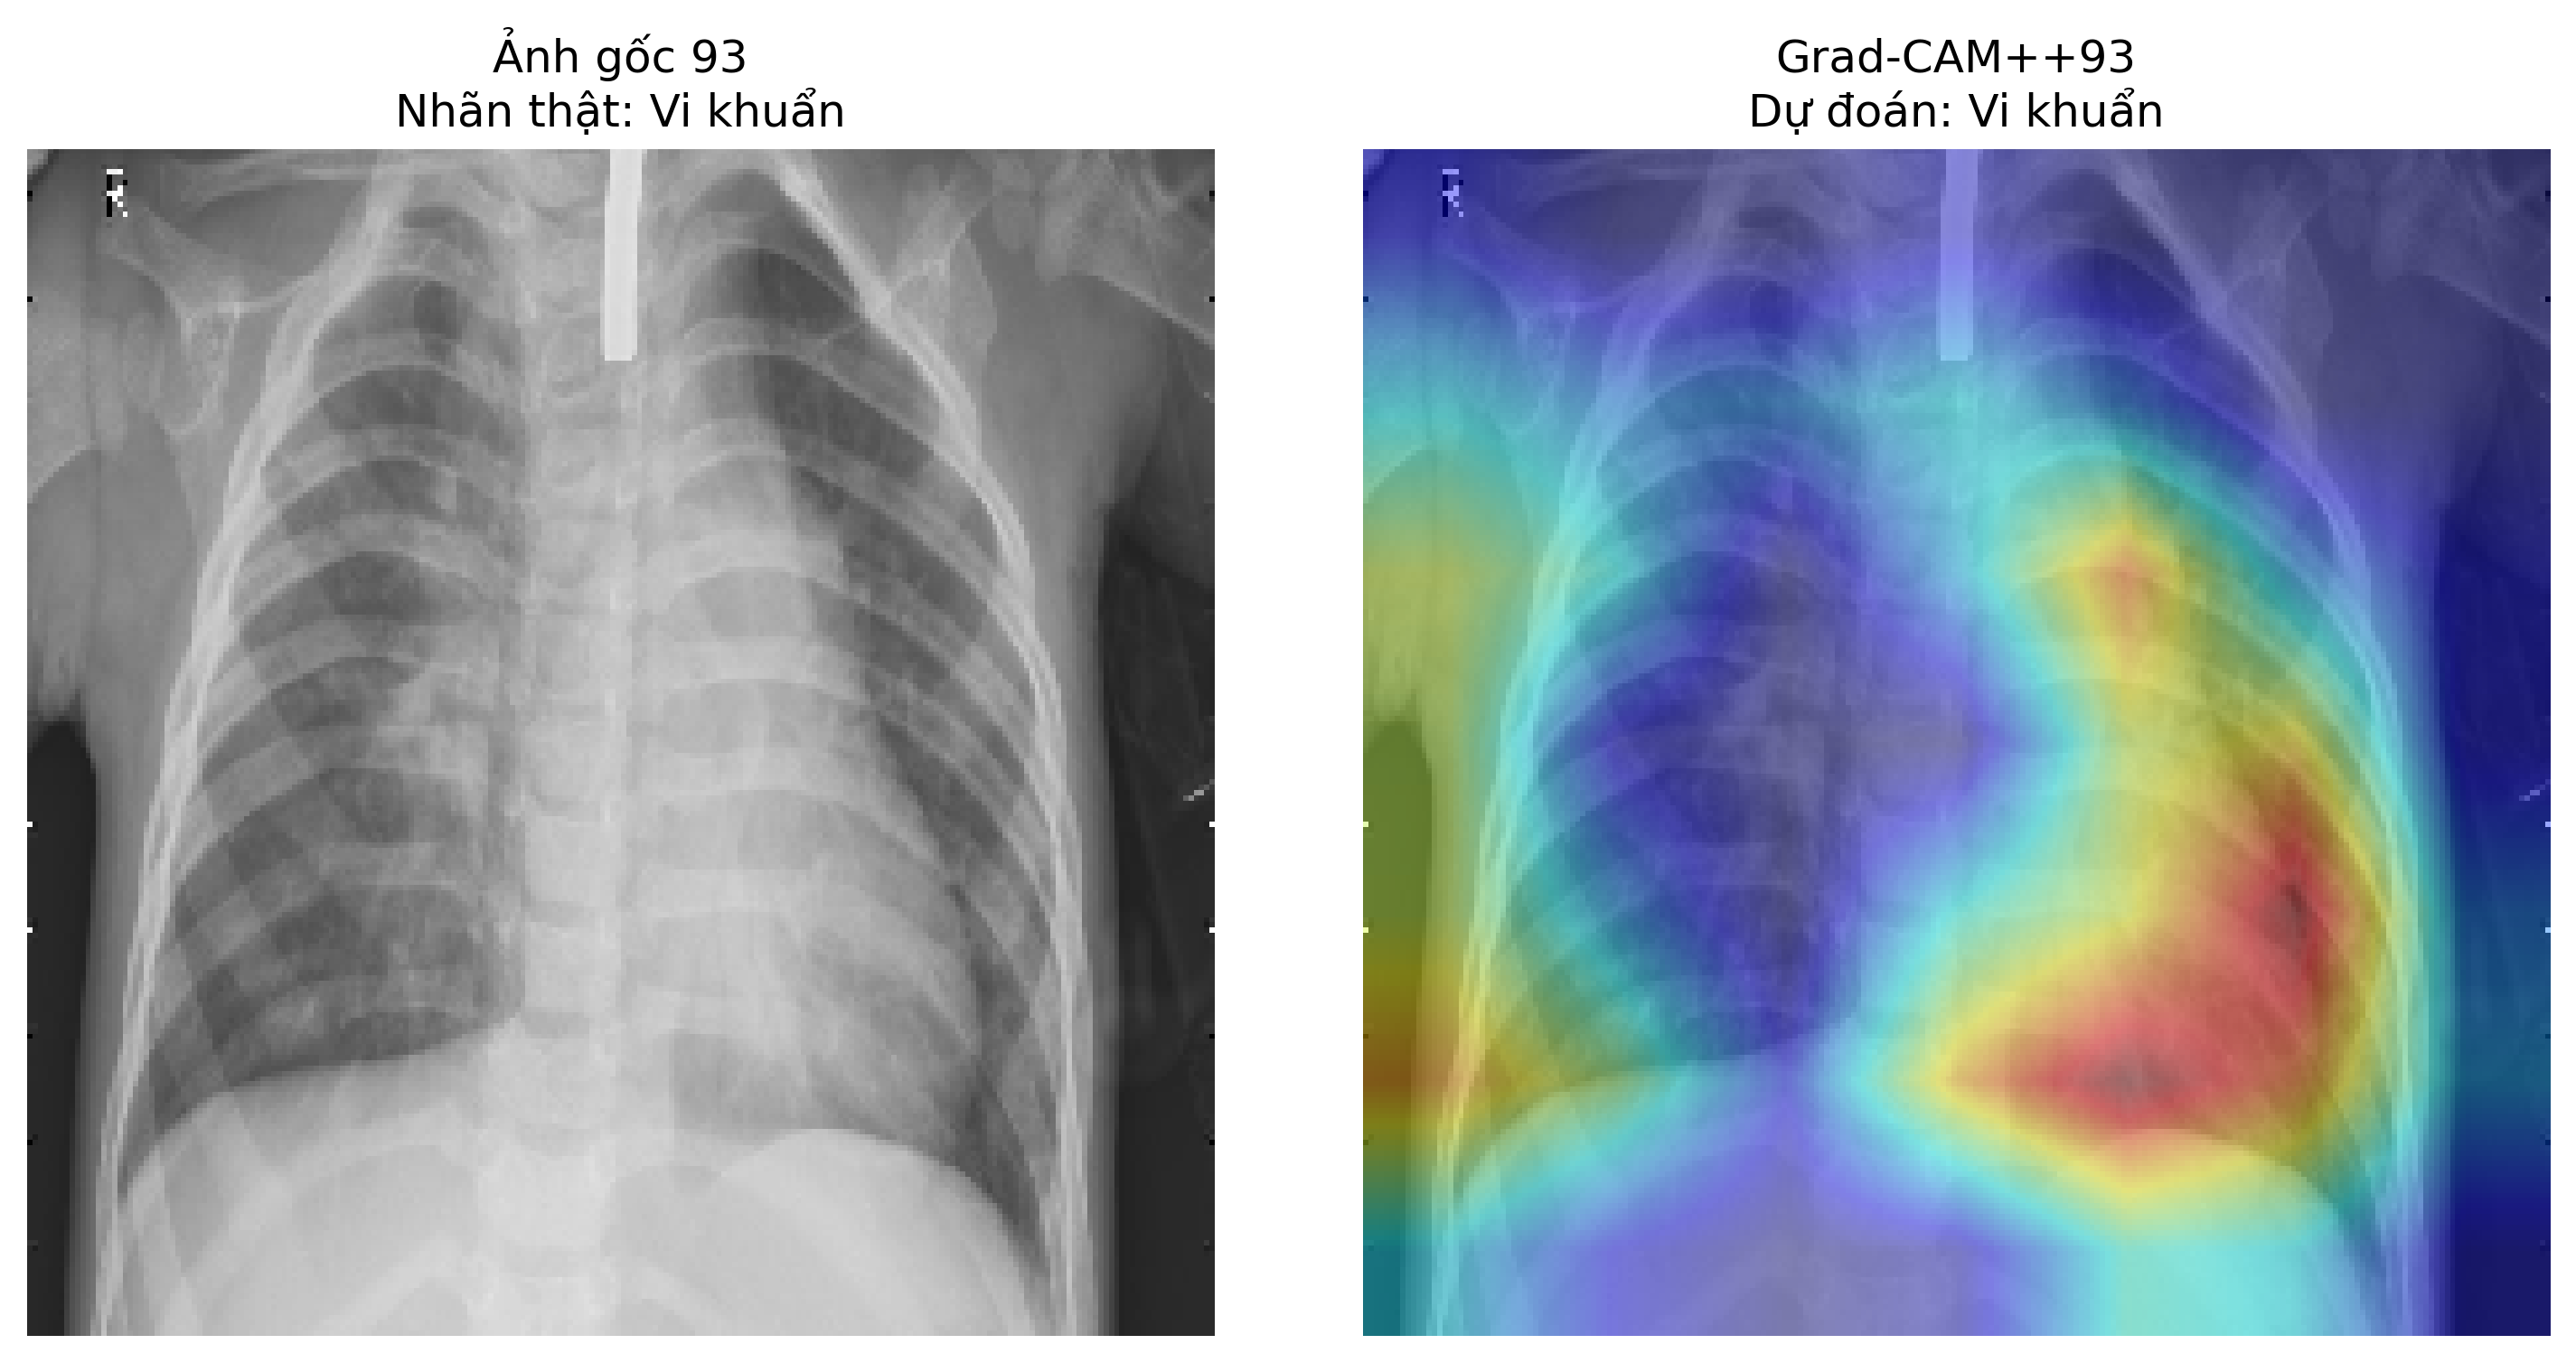 Ảnh gốc 93
Nhãn thật: Vi khuẩn
Grad-CAM++93
Dự đoán: Vi khuẩn
R
R